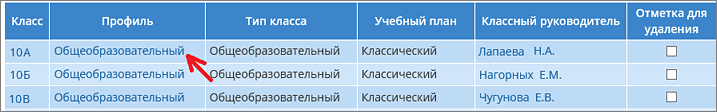 Класс Профиль Тип класса Учебный план Классный руководитель Отметка для удаления
10А Общеобразовательный Общеобразовательный Классический Лапаева Н.А.
10Б Общеобразовательный Общеобразовательный Классический Нагорных Е.М.
10В Общеобразовательный Общеобразовательный Классический Чугунова Е.В.